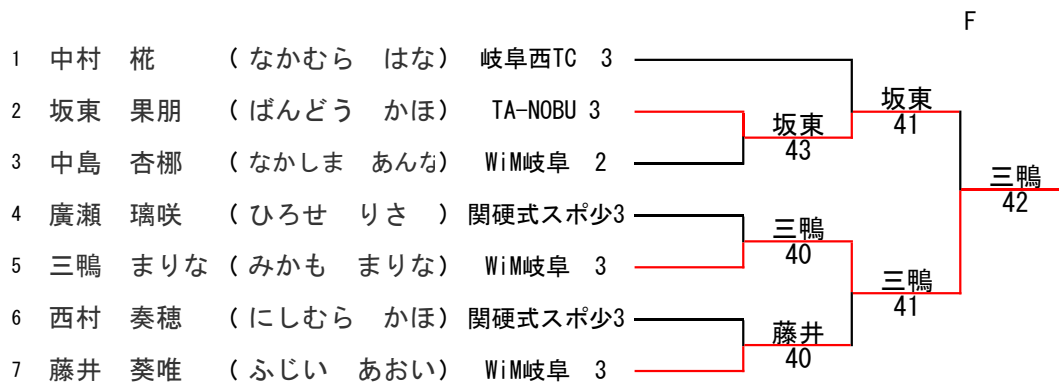 F
1 中村 椛 (なかむら はな) 岐阜西TC 3
2 坂東 果朋 (ばんどう かほ) TA-NOBU 3
3 中島 杏梛 (なかしま あんな) WiM岐阜 2
4 廣瀬 璃咲 (ひろせ りさ ) 関硬式スポ少3
5 三鴨 まりな (みかも まりな) WiM岐阜 3
6 西村 奏穂 (にしむら かほ) 関硬式スポ少3
7 藤井 葵唯 (ふじい あおい) WiM岐阜 3
坂東
43
三鴨
40
藤井
40
坂東
41
三鴨
41
三鴨
42